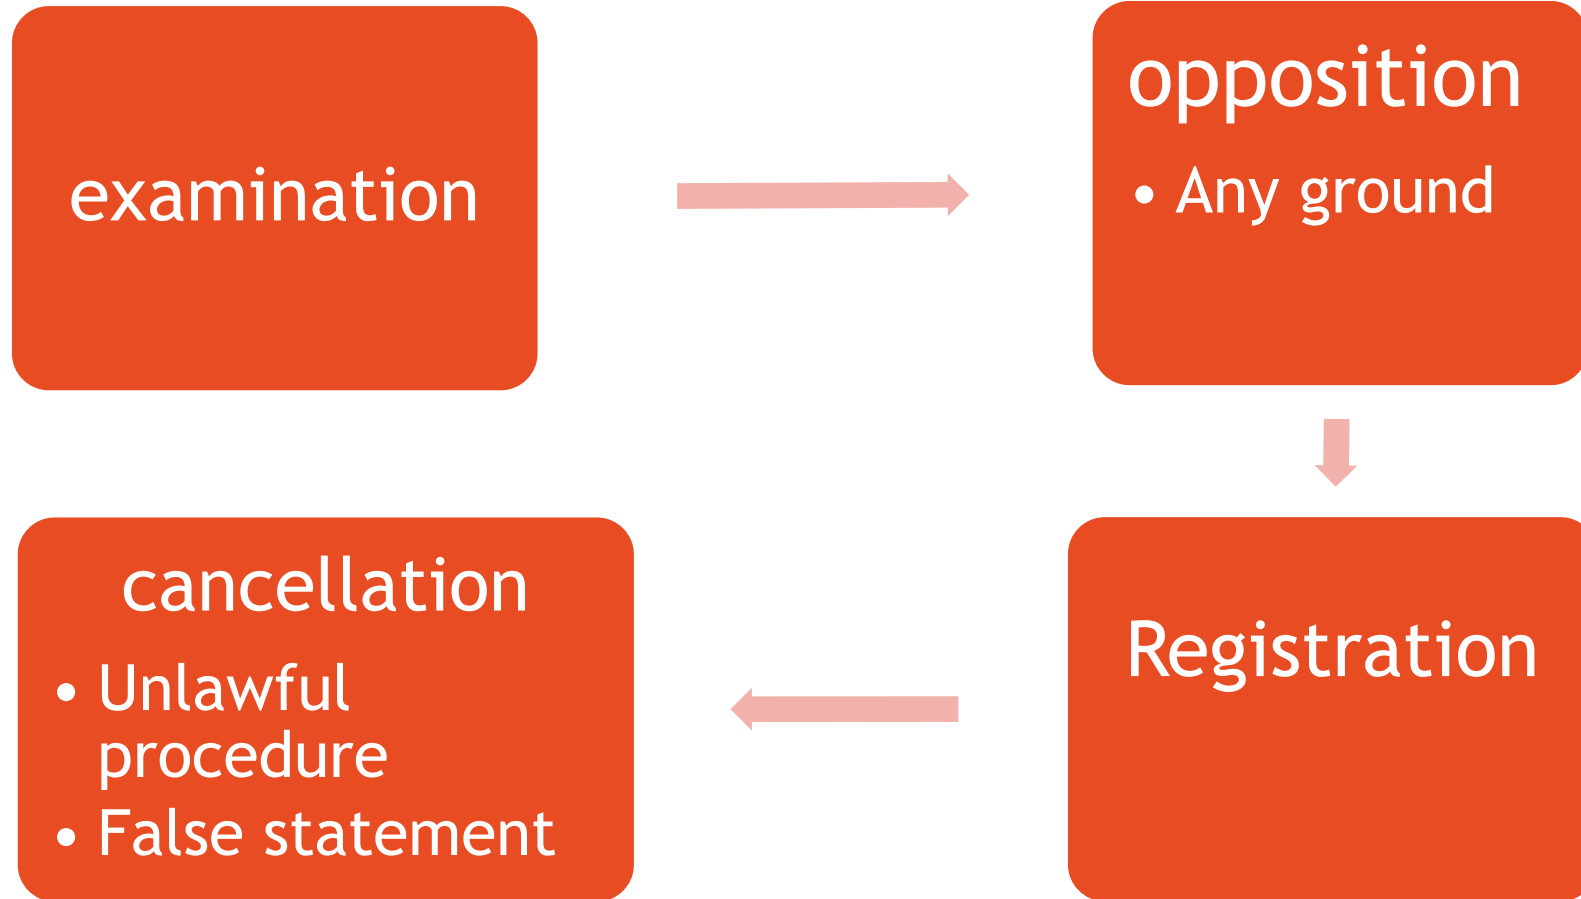 examination
opposition
• Any ground
Registration
cancellation
• Unlawful
procedure
• False statement